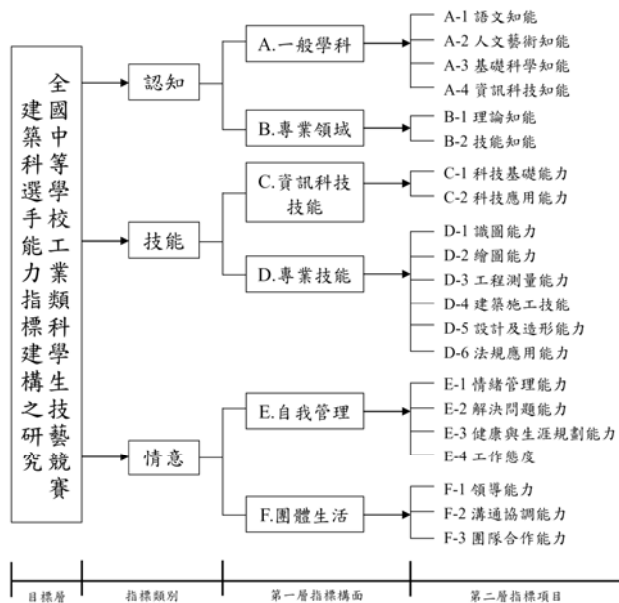 全國中等學校工業類科學生技藝競賽
建築科選手能力指標建構之研究
認知
A.一般學科
A-1 語文知能
A-2 人文藝術知能
A-3 基礎科學知能
A-4 資訊科技知能
B.專業領域
B-1 理論知能
B-2 技能知能
技能
C.資訊科技
技能
C-1 科技基礎能力
C-2 科技應用能力
D.專業技能
D-1 識圖能力
D-2 繪圖能力
D-3 工程測量能力
D-4 建築施工技能
D-5 設計及造形能力
D-6 法規應用能力
情意
E.自我管理
E-1 情緒管理能力
E-2 解決問題能力
E-3 健康與生涯規劃能力
E-4 工作態度
F.團體生活
F-1 領導能力
F-2 溝通協調能力
F-3 團隊合作能力
目標層
指標類別
第一層指標構面
第二層指標項目